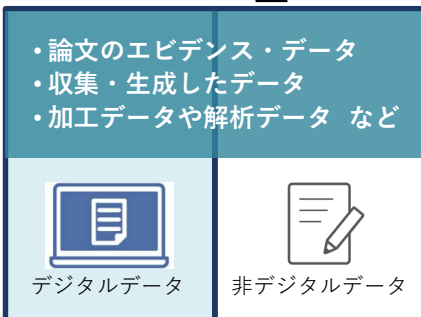 •論文のエビデンス・データ
•収集・生成したデータ
•加工データや解析データ など
デジタルデータ
非デジタルデータ